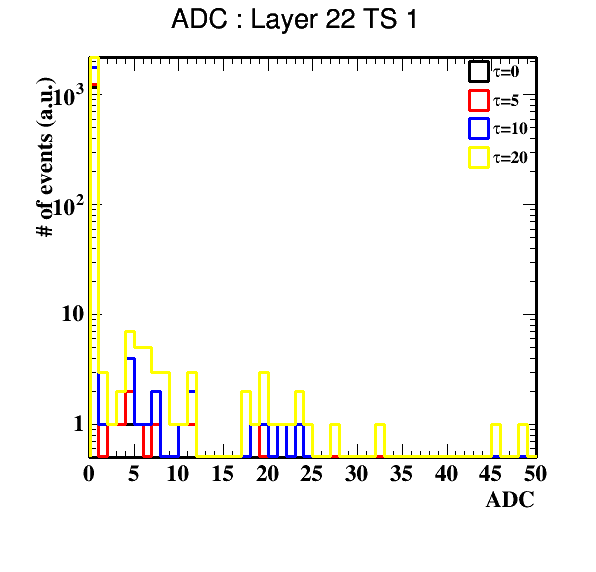 ADC : Layer 22 TS 1
τ=0
τ=5
τ=10
τ=20
# of events (a.u.)
10³
10²
10
1
0 5 10 15 20 25 30 35 40 45 50
ADC